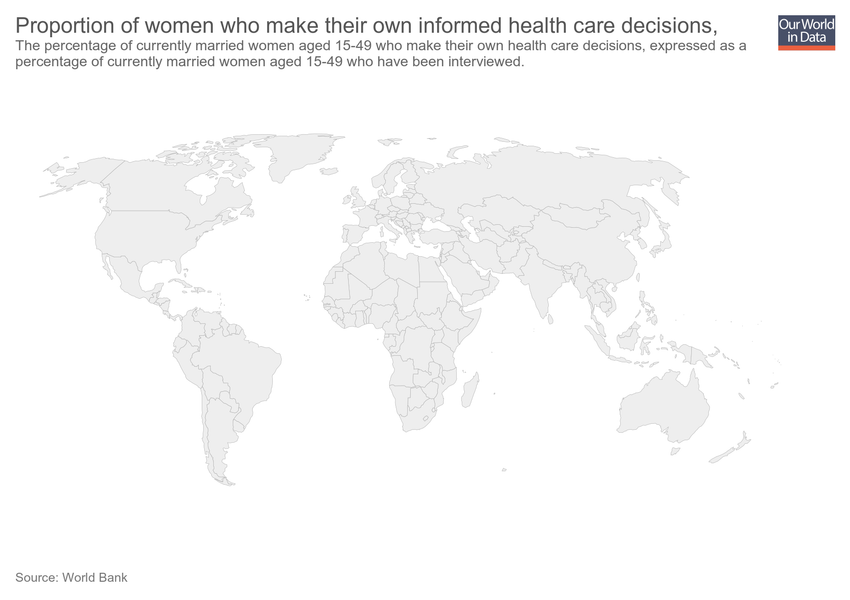 Proportion of women who make their own informed health care decisions,
The percentage of currently married women aged 15-49 who make their own health care decisions, expressed as a
percentage of currently married women aged 15-49 who have been interviewed.
Our World
in Data
Source: World Bank